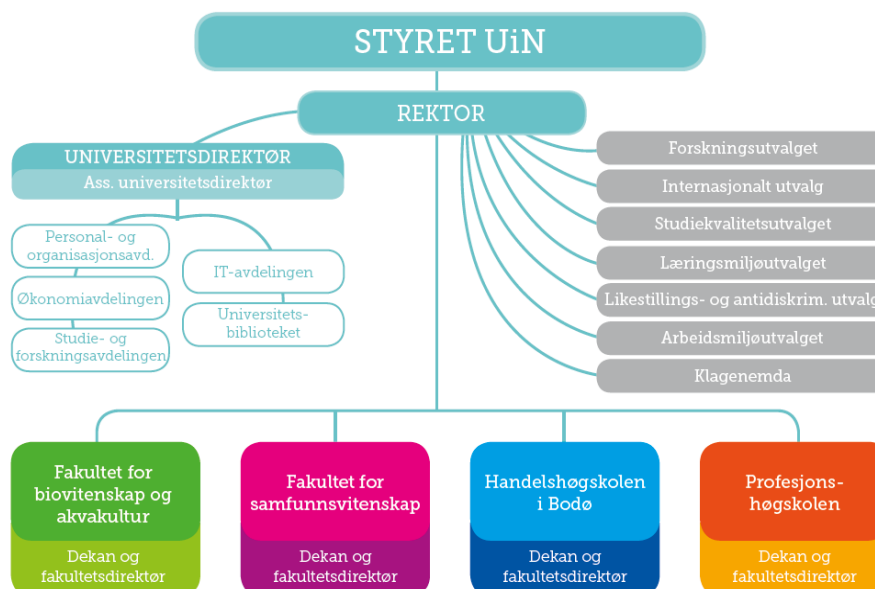 STYRET UiN
REKTOR
UNIVERSITETSDIREKTØR
Ass. universitetsdirektør
Personal- og
organisasjonsavd.
Økonomiavdelingen
Studie- og
forskningsavdelingen
IT-avdelingen
Universitets-
biblioteket
Forskningsutvalget
Internasjonalt utvalg
Studiekvalitetsutvalget
Læringsmiljøutvalget
Likestillings- og antidiskrim. utvalg
Arbeidsmiljøutvalget
Klagenemda
Fakultet for
biovitenskap og
akvakultur
Dekan og
fakultetsdirektør
Fakultet for
samfunnsvitenskap
Dekan og
fakultetsdirektør
Handelshøgskolen
i Bodø
Dekan og
fakultetsdirektør
Profesjons-
høgskolen
Dekan og
fakultetsdirektør